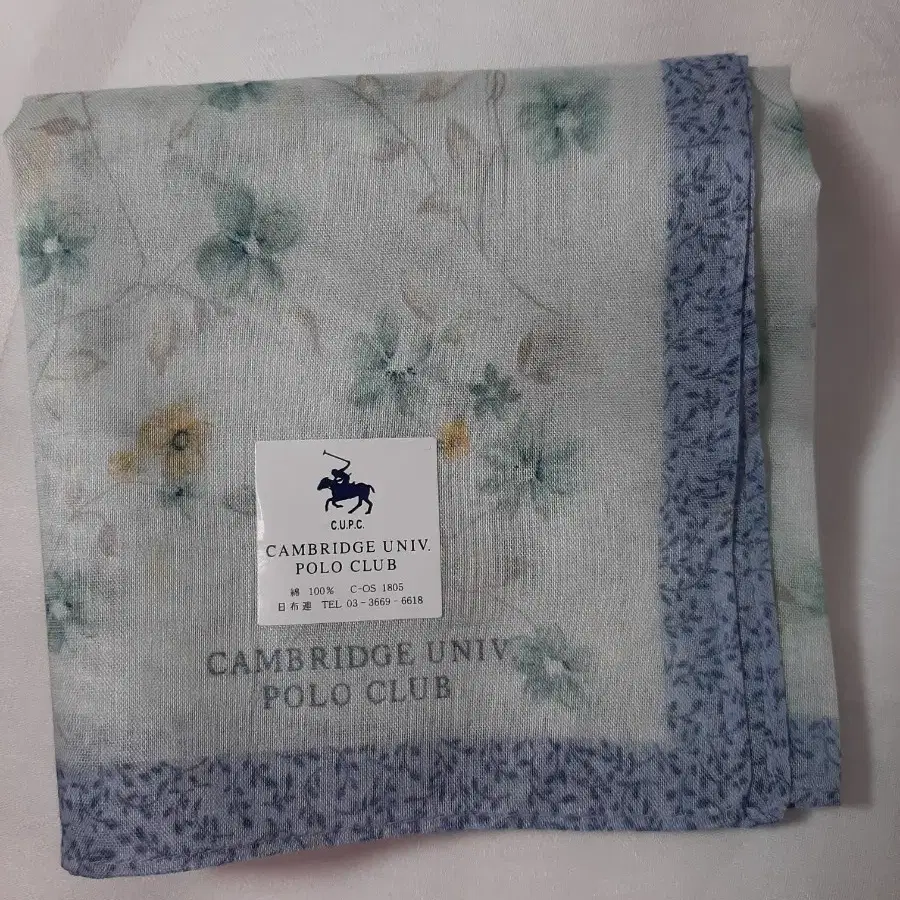 C.U.P.C.
CAMBRIDGE UNIV.
POLO CLUB
綿 100% C-OS 1805
日布連 TEL 03-3669-6618
CAMBRIDGE UNIV.
POLO CLUB